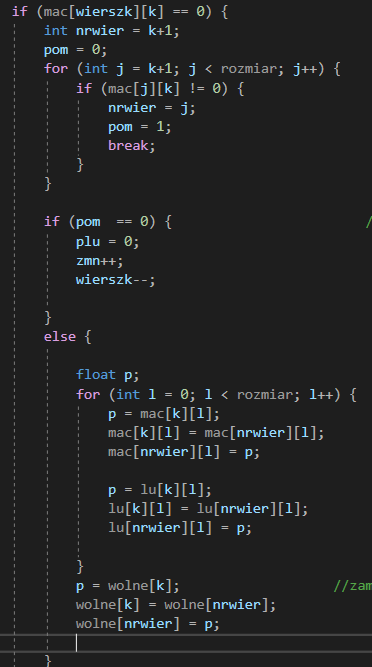 if (mac[wierszk][k] == 0) {
int nrwier = k+1;
pom = 0;
for (int j = k+1; j < rozmiar; j++) {
if (mac[j][k] != 0) {
nrwier = j;
pom = 1;
break;
}
}
if (pom  == 0) { /
plu = 0;
zmn++;
wierszk--;
}
else {
float p;
for (int l = 0; l < rozmiar; l++) {
p = mac[k][l];
mac[k][l] = mac[nrwier][l];
mac[nrwier][l] = p;
p = lu[k][l];
lu[k][l] = lu[nrwier][l];
lu[nrwier][l] = p;
}
p = wolne[k]; //zam
wolne[k] = wolne[nrwier];
wolne[nrwier] = p;
}